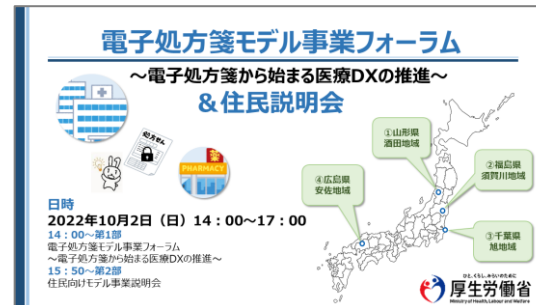 電子処方箋モデル事業フォーラム
～電子処方箋から始まる医療DXの推進～
＆住民説明会
処方せん
PHARMACY
①山形県
酒田地域
②福島県
須賀川地域
④広島県
安佐地域
③千葉県
旭地域
日時
2022年10月2日（日）14：00～17：00
14：00～第1部
電子処方箋モデル事業フォーラム
～電子処方箋から始まる医療DXの推進～
15：50～第2部
住民向けモデル事業説明会
ひと、くらし、みらいのために
厚生労働省
Ministry of Health, Labour and Welfare